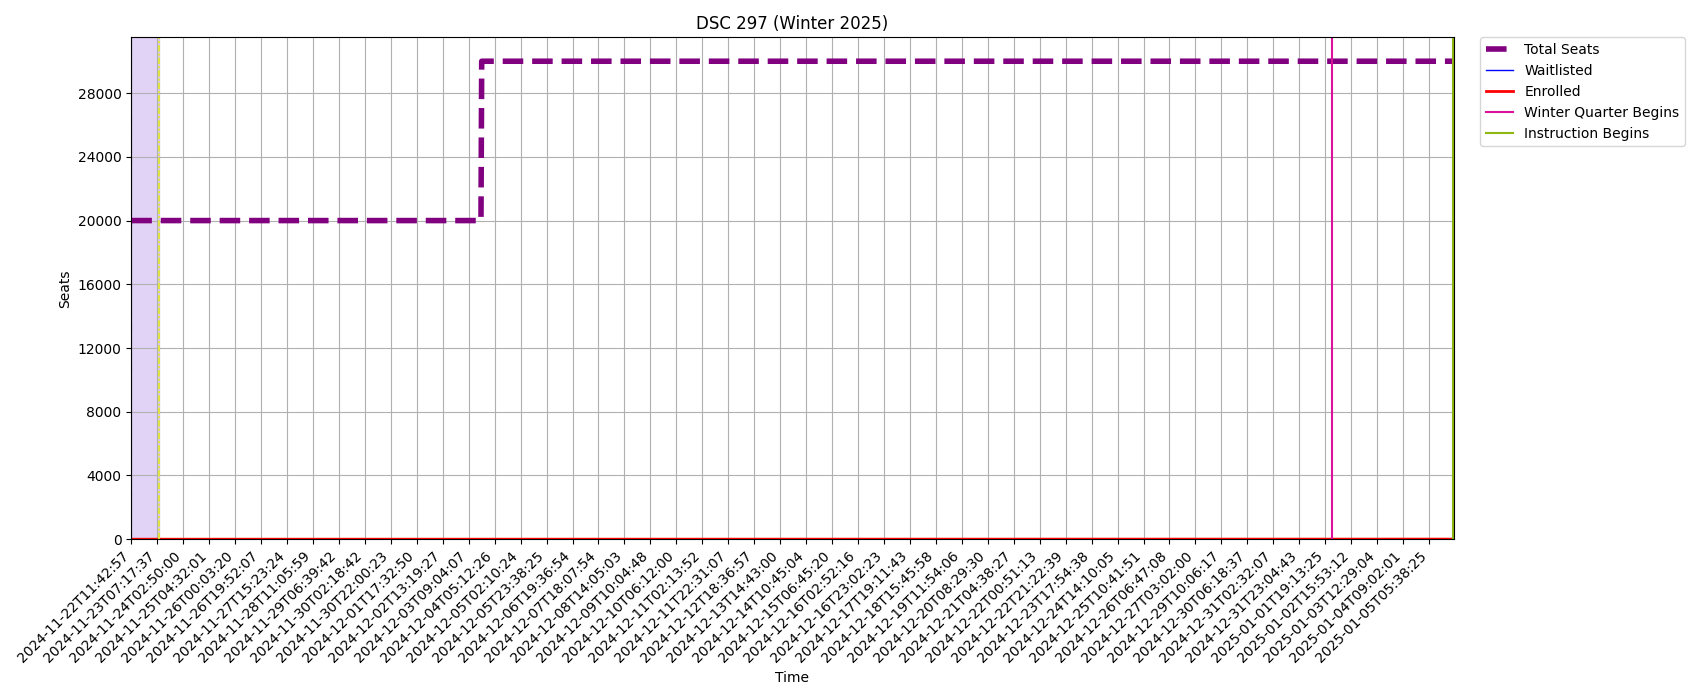 DSC 297 (Winter 2025)
Total Seats
Waitlisted
Enrolled
Winter Quarter Begins
Instruction Begins
Seats
28000
24000
20000
16000
12000
8000
4000
0
2024-11-22T11:42:57
2024-11-23T07:17:37
2024-11-24T02:50:00
2024-11-25T04:32:01
2024-11-26T00:03:20
2024-11-26T19:52:07
2024-11-27T15:23:24
2024-11-28T11:05:59
2024-11-29T06:39:42
2024-11-30T02:18:42
2024-11-30T22:00:23
2024-12-01T17:32:50
2024-12-02T13:19:27
2024-12-03T09:04:07
2024-12-04T05:12:26
2024-12-05T02:10:24
2024-12-05T23:38:25
2024-12-06T19:36:54
2024-12-07T18:07:54
2024-12-08T14:05:03
2024-12-09T10:04:48
2024-12-10T06:12:00
2024-12-11T02:13:52
2024-12-11T22:31:07
2024-12-12T18:36:57
2024-12-13T14:43:00
2024-12-14T10:45:04
2024-12-15T06:45:20
2024-12-16T02:52:16
2024-12-16T23:02:23
2024-12-17T19:11:43
2024-12-18T15:45:58
2024-12-19T11:54:06
2024-12-20T08:29:30
2024-12-21T04:38:27
2024-12-22T00:51:13
2024-12-22T21:22:39
2024-12-23T17:54:38
2024-12-24T14:10:05
2024-12-25T10:41:51
2024-12-26T06:47:08
2024-12-27T03:02:00
2024-12-29T10:06:17
2024-12-30T06:18:37
2024-12-31T02:32:07
2024-12-31T23:04:43
2025-01-01T19:13:25
2025-01-02T15:53:12
2025-01-03T12:29:04
2025-01-04T09:02:01
2025-01-05T05:38:25
Time